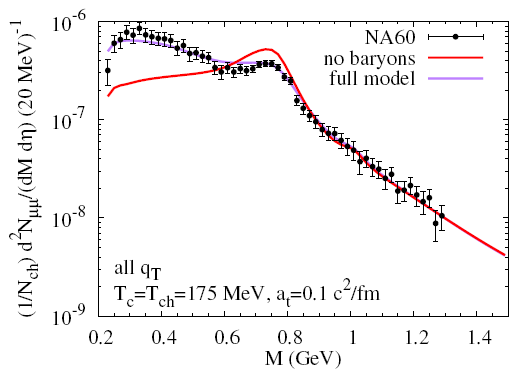 (1/N_ch) d²N_μμ/(dM dη) (20 MeV)⁻¹
10⁻⁶
10⁻⁷
10⁻⁸
10⁻⁹
NA60
no baryons
full model
all q_T
T_c=T_ch=175 MeV, a_t=0.1 c²/fm
0.2 0.4 0.6 0.8 1 1.2 1.4
M (GeV)